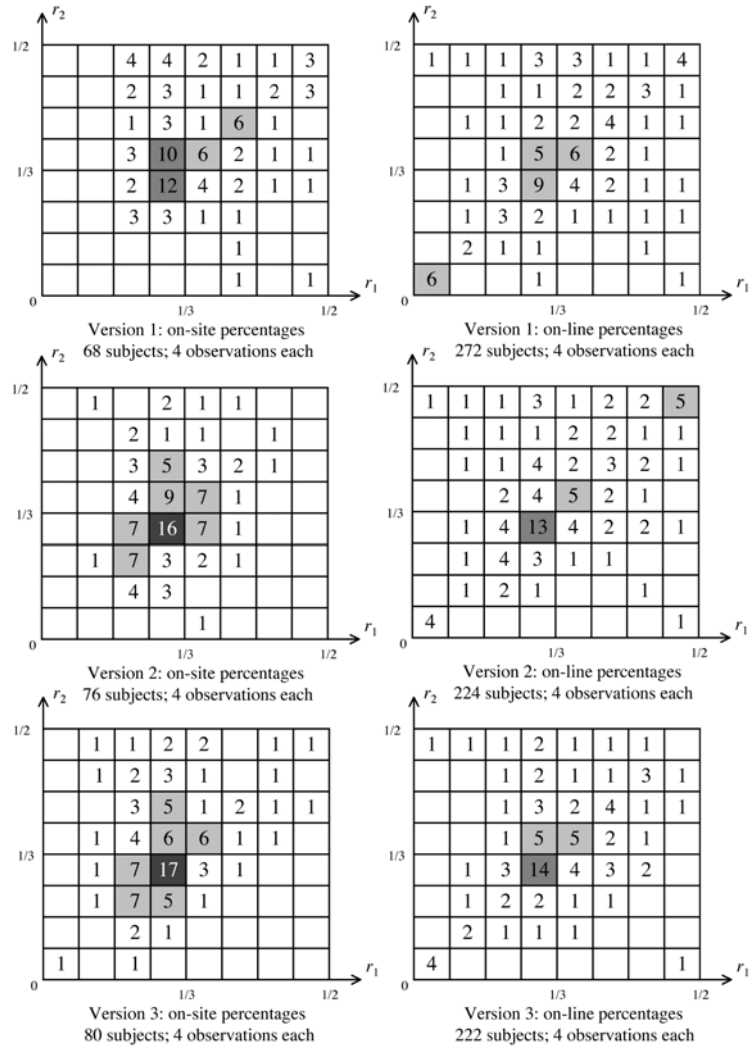 r2 r2
1/2 4 4 2 1 1 3 1/2 1 1 1 3 3 1 1 4
2 3 1 1 2 3 1 1 2 2 3 1
1 3 1 6 1 1 1 2 2 4 1 1
3 10 6 2 1 1 1 5 6 2 1
1/3 1/3
2 12 4 2 1 1 1 3 9 4 2 1 1
3 3 1 1 1 3 2 1 1 1 1
1 2 1 1 1
1 1 6 1 1
0 r1 0 r1
1/3 1/2 1/3 1/2
Version 1: on-site percentages Version 1: on-line percentages
68 subjects; 4 observations each 272 subjects; 4 observations each
r2 r2
1/2 1 2 1 1 1/2 1 1 1 3 1 2 2 5
2 1 1 1 1 1 1 2 2 1 1
3 5 3 2 1 1 1 4 2 3 2 1
4 9 7 1 2 4 5 2 1
1/3 1/3
7 16 7 1 1 4 13 4 2 2 1
1 7 3 2 1 1 4 3 1 1
4 3 1 2 1 1
1 4 1
0 r1 0 r1
1/3 1/2 1/3 1/2
Version 2: on-site percentages Version 2: on-line percentages
76 subjects; 4 observations each 224 subjects; 4 observations each
r2 r2
1/2 1 1 2 2 1 1 1/2 1 1 1 2 1 1 1
1 2 3 1 1 1 2 1 1 3 1
3 5 1 2 1 1 1 3 2 4 1 1
1 4 6 6 1 1 1 5 5 2 1
1/3 1/3
1 7 17 3 1 1 3 14 4 3 2
1 7 5 1 1 2 2 1 1
2 1 2 1 1 1
1 1 4 1
0 r1 0 r1
1/3 1/2 1/3 1/2
Version 3: on-site percentages Version 3: on-line percentages
80 subjects; 4 observations each 222 subjects; 4 observations each